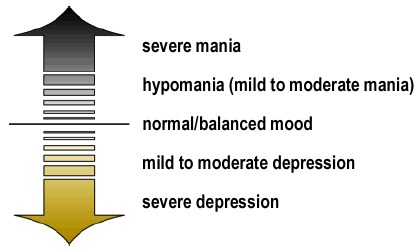 severe mania
hypomania (mild to moderate mania)
normal/balanced mood
mild to moderate depression
severe depression